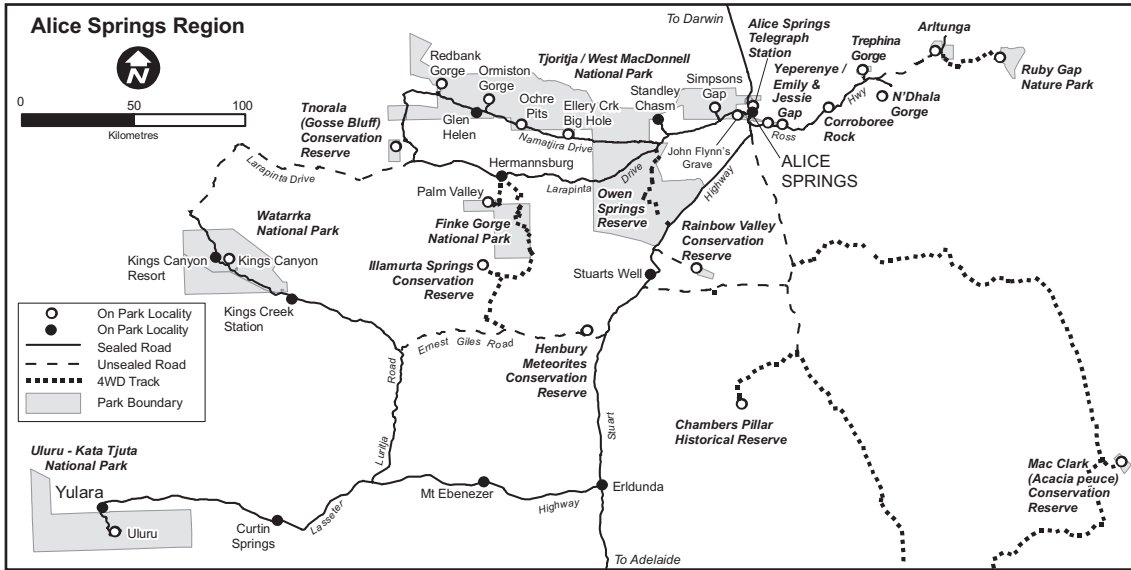 Alice Springs Region
N
0
50
100
Kilometres
To Darwin
Alice Springs
Telegraph
Station
Arltunga
Trephina
Gorge
Ruby Gap
Nature Park
Redbank
Gorge
Ormiston
Gorge
Tjoritja / West MacDonnell
National Park
Simpsons
Gap
Yeperenye /
Emily &
Jessie
Gap
Hwy
N'Dhala
Gorge
Tnorala
(Gosse Bluff)
Conservation
Reserve
Glen
Helen
Ochre
Pits
Ellery Crk
Big Hole
Standley
Chasm
Corroboree
Rock
Ross
Namatjira Drive
John Flynn's
Grave
ALICE
SPRINGS
Larapinta Drive
Hermannsburg
Larapinta
Drive
Highway
Palm Valley
Owen
Springs
Reserve
Watarrka
National Park
Finke Gorge
National Park
Rainbow Valley
Conservation
Reserve
Kings Canyon
Resort
Kings Canyon
Illamurta Springs
Conservation
Reserve
Stuarts Well
Kings Creek
Station
On Park Locality
On Park Locality
Sealed Road
Unsealed Road
4WD Track
Park Boundary
Ernest Giles Road
Henbury
Meteorites
Conservation
Reserve
Road
Luritja
Stuart
Chambers Pillar
Historical Reserve
Uluru - Kata Tjuta
National Park
Yulara
Uluru
Curtin
Springs
Lasseter
Mt Ebenezer
Highway
Erldunda
Mac Clark
(Acacia peuce)
Conservation
Reserve
To Adelaide